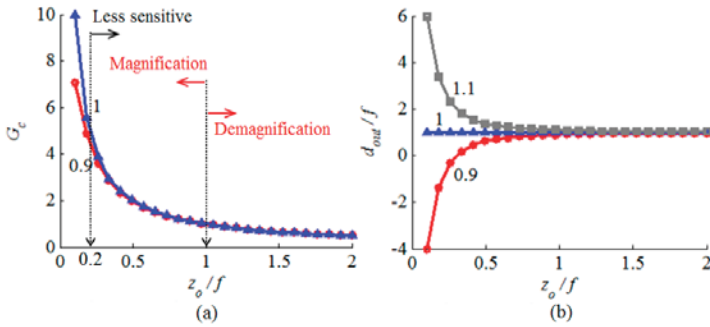 10
8
6
4
2
0
G_c
Less sensitive
Magnification
Demagnification
1
0.9
0 0.2 0.5 1 1.5 2
z_o/f
(a)
6
4
2
0
-2
-4
d_out/f
1.1
1
0.9
0 0.5 1 1.5 2
z_o/f
(b)